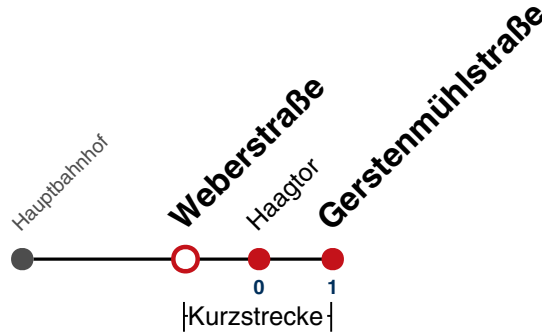 Hauptbahnhof
Weberstraße
Haagtor
Gerstenmühlstraße
0
1
Kurzstrecke